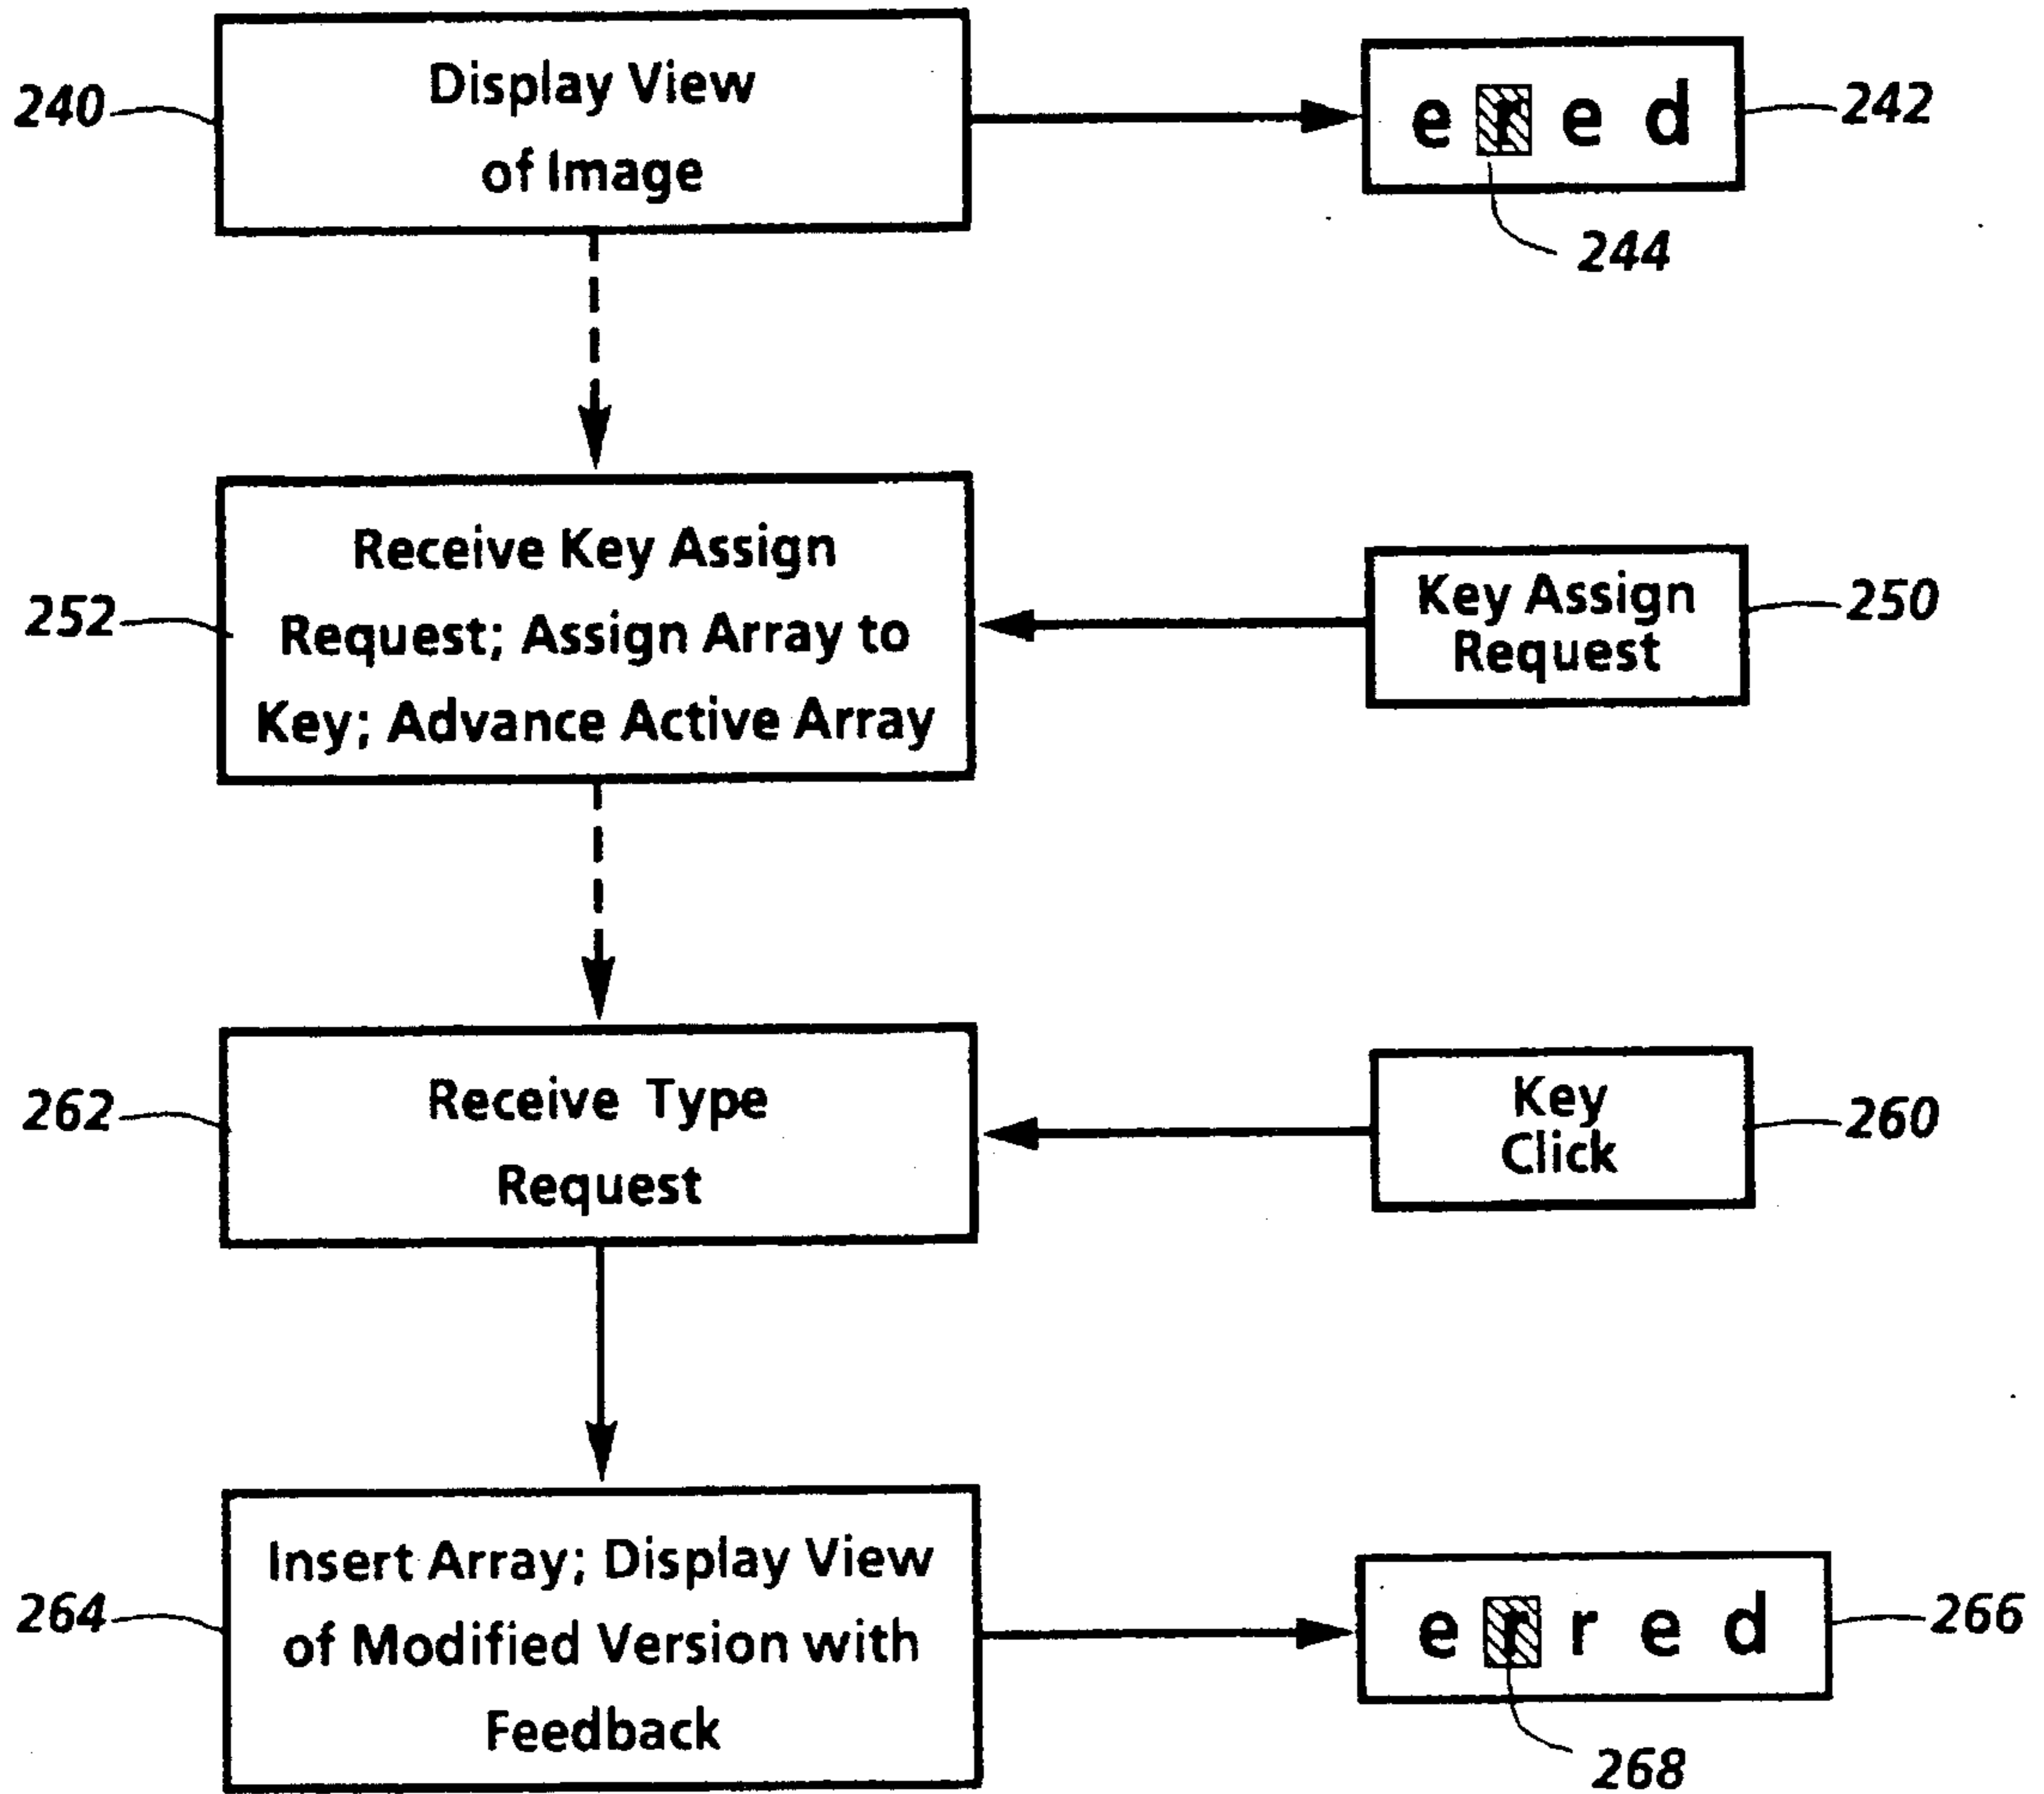 Display View
of Image
240
e r e d
242
244
Receive Key Assign
Request; Assign Array to
Key; Advance Active Array
252
Key Assign
Request
250
Receive Type
Request
262
Key
Click
260
Insert Array; Display View
of Modified Version with
Feedback
264
e r r e d
266
268